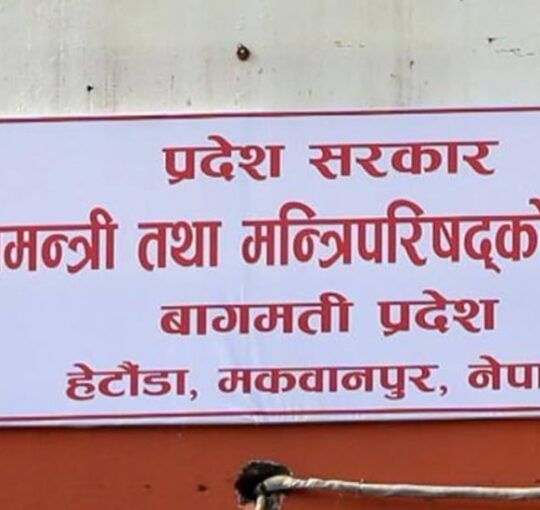 प्रदेश सरकार
मन्त्री तथा मन्त्रिपरिषद्को
बागमती प्रदेश
हेटौंडा, मकवानपुर, नेपा